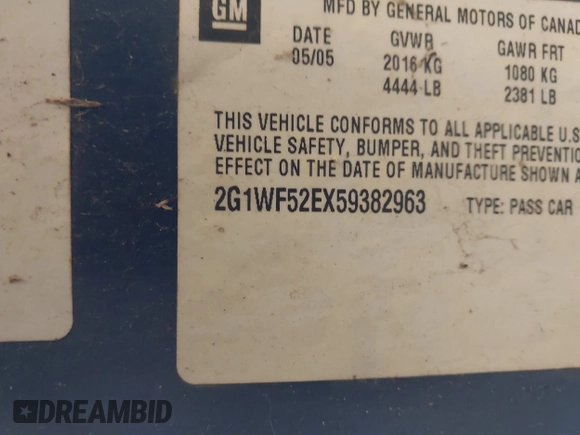 GM
MFD BY GENERAL MOTORS OF CANADA
DATE GVWR GAWR FRT
05/05 2016 KG 1080 KG
4444 LB 2381 LB
THIS VEHICLE CONFORMS TO ALL APPLICABLE U.S.
VEHICLE SAFETY, BUMPER, AND THEFT PREVENTIO
EFFECT ON THE DATE OF MANUFACTURE SHOWN A
2G1WF52EX59382963 TYPE: PASS CAR
DREAMBID